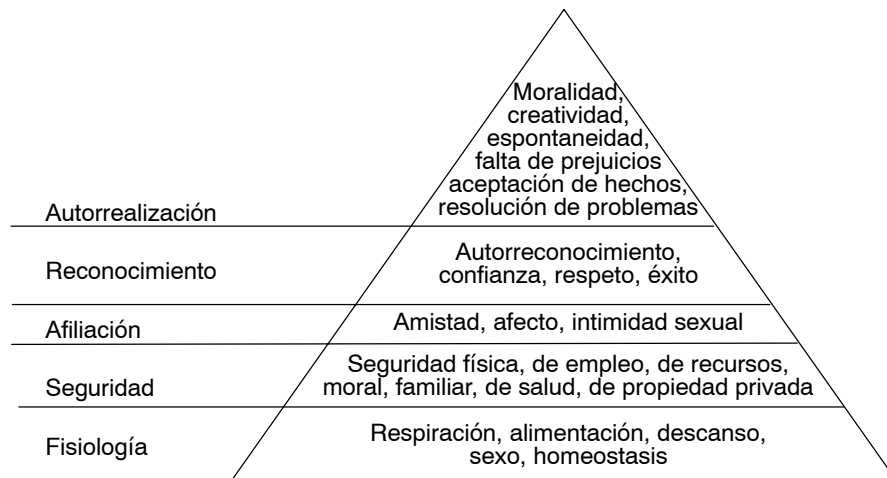 Moralidad,
creatividad,
espontaneidad,
falta de prejuicios
aceptación de hechos,
resolución de problemas
Autorrealización
Autorreconocimiento,
confianza, respeto, éxito
Reconocimiento
Amistad, afecto, intimidad sexual
Afiliación
Seguridad física, de empleo, de recursos,
moral, familiar, de salud, de propiedad privada
Seguridad
Respiración, alimentación, descanso,
sexo, homeostasis
Fisiología